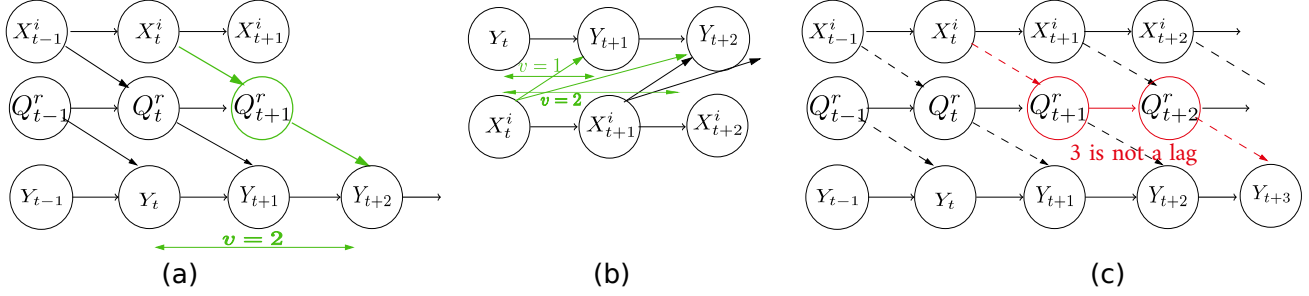 X^i_{t-1} X^i_t X^i_{t+1}
Q^r_{t-1} Q^r_t Q^r_{t+1}
Y_{t-1} Y_t Y_{t+1} Y_{t+2}
v = 2
(a)
Y_t Y_{t+1} Y_{t+2}
v = 1
v = 2
X^i_t X^i_{t+1} X^i_{t+2}
(b)
X^i_{t-1} X^i_t X^i_{t+1} X^i_{t+2}
Q^r_{t-1} Q^r_t Q^r_{t+1} Q^r_{t+2}
3 is not a lag
Y_{t-1} Y_t Y_{t+1} Y_{t+2} Y_{t+3}
(c)